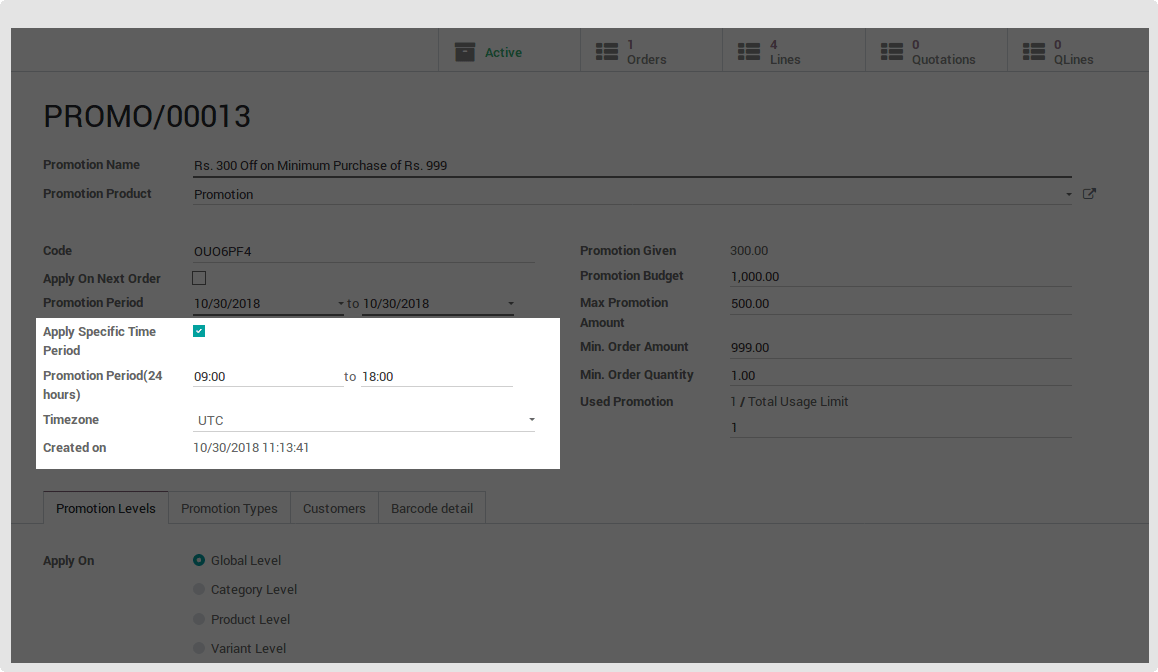 Active
1
Orders
4
Lines
0
Quotations
0
QLines
PROMO/00013
Promotion Name Rs. 300 Off on Minimum Purchase of Rs. 999
Promotion Product Promotion
Code OUO6PF4
Apply On Next Order
Promotion Period 10/30/2018 to 10/30/2018
Apply Specific Time
Period
Promotion Period(24
hours)
09:00 to 18:00
Timezone UTC
Created on 10/30/2018 11:13:41
Promotion Given 300.00
Promotion Budget 1,000.00
Max Promotion
Amount
500.00
Min. Order Amount 999.00
Min. Order Quantity 1.00
Used Promotion 1 / Total Usage Limit
1
Promotion Levels Promotion Types Customers Barcode detail
Apply On Global Level
Category Level
Product Level
Variant Level